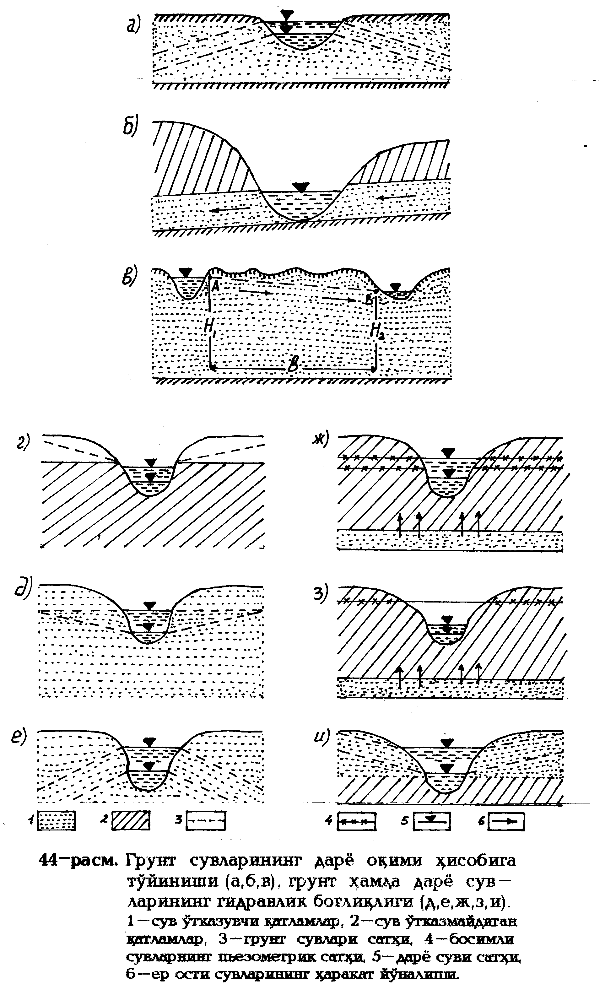 а)
б)
в)
А
В
H₁
H₂
В
г)
ж)
д)
з)
е)
и)
1
2
3
4
5
6
44—расм. Грунт сувларининг дарё оқими ҳисобига
тўйиниши (а,б,в), грунт ҳамда дарё сув—
ларининг гидравлик боғлиқлиги (д,е,ж,з,и).
1—сув ўтказувчи қатламлар, 2—сув ўтказмайдиган
қатламлар, 3—грунт сувлари сатҳи, 4—босимли
сувларнинг пьезометрик сатҳи, 5—дарё суви сатҳи,
6—ер ости сувларининг ҳаракат йўналиши.